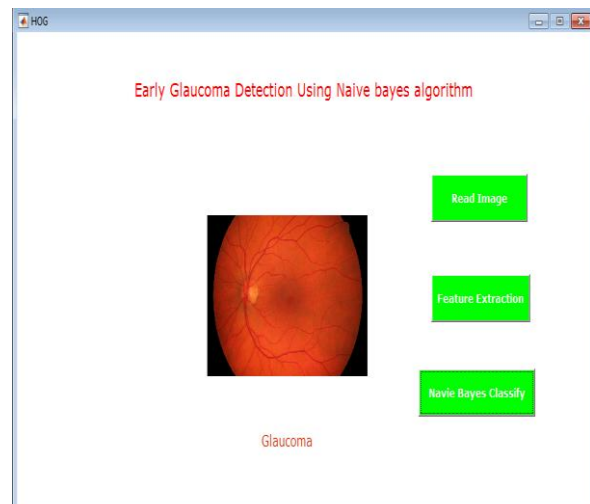 HOG
Early Glaucoma Detection Using Naive bayes algorithm
Read Image
Feature Extraction
Navie Bayes Classify
Glaucoma